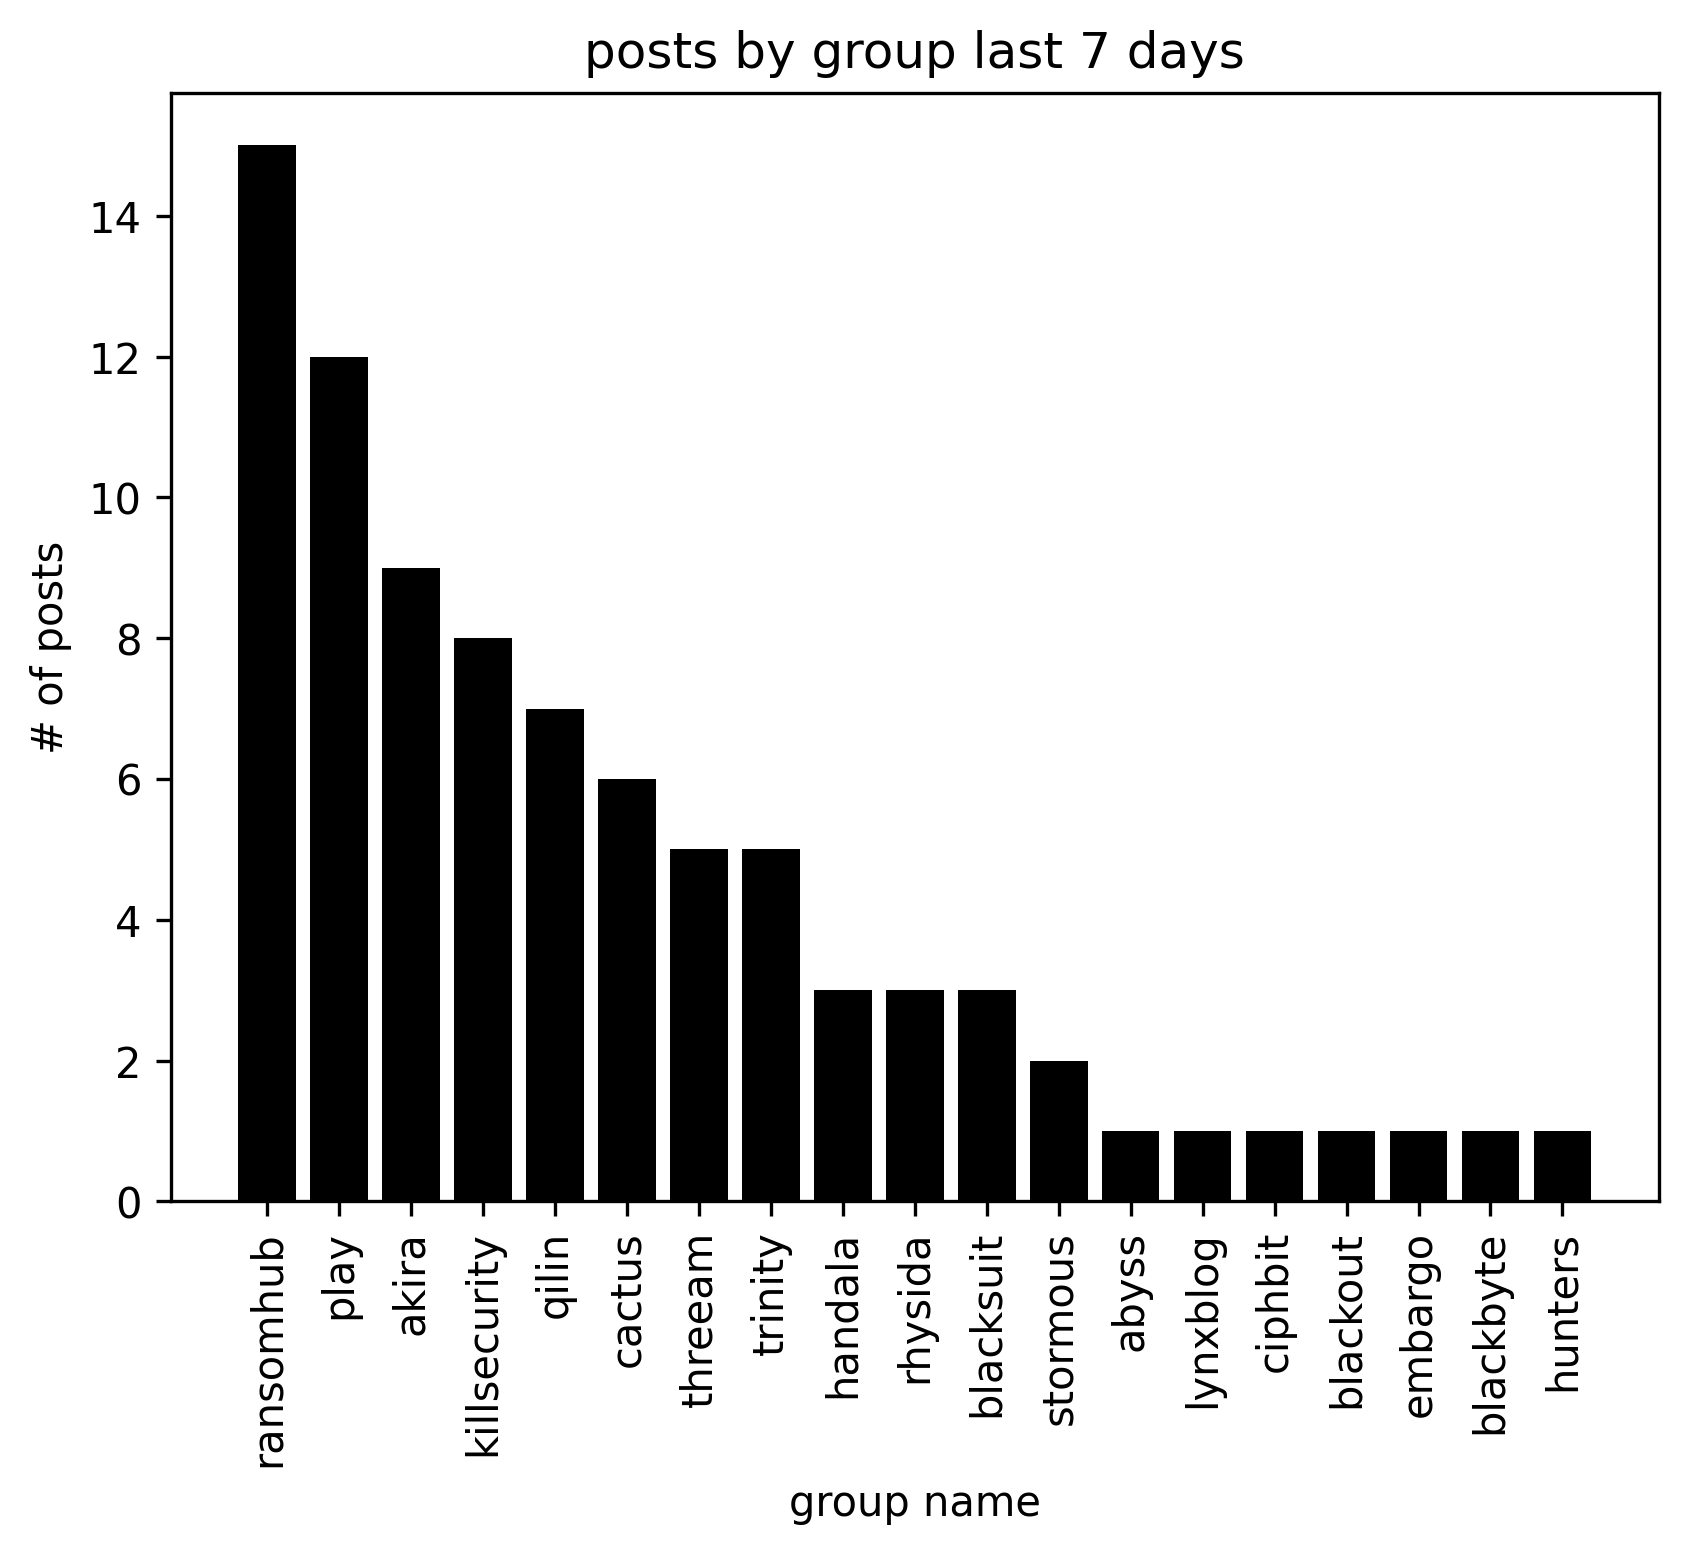 posts by group last 7 days
14
12
10
8
6
4
2
0
# of posts
ransomhub
play
akira
killsecurity
qilin
cactus
threeam
trinity
handala
rhysida
blacksuit
stormous
abyss
lynxblog
ciphbit
blackout
embargo
blackbyte
hunters
group name